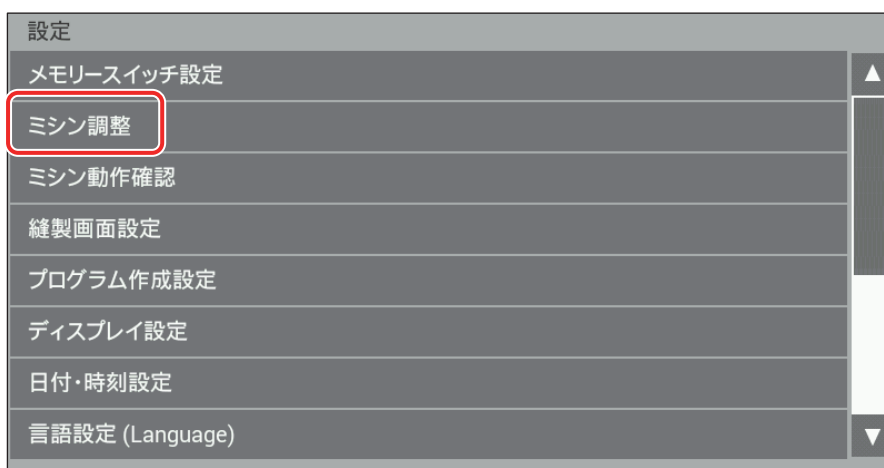 設定
メモリースイッチ設定
ミシン調整
ミシン動作確認
縫製画面設定
プログラム作成設定
ディスプレイ設定
日付・時刻設定
言語設定 (Language)